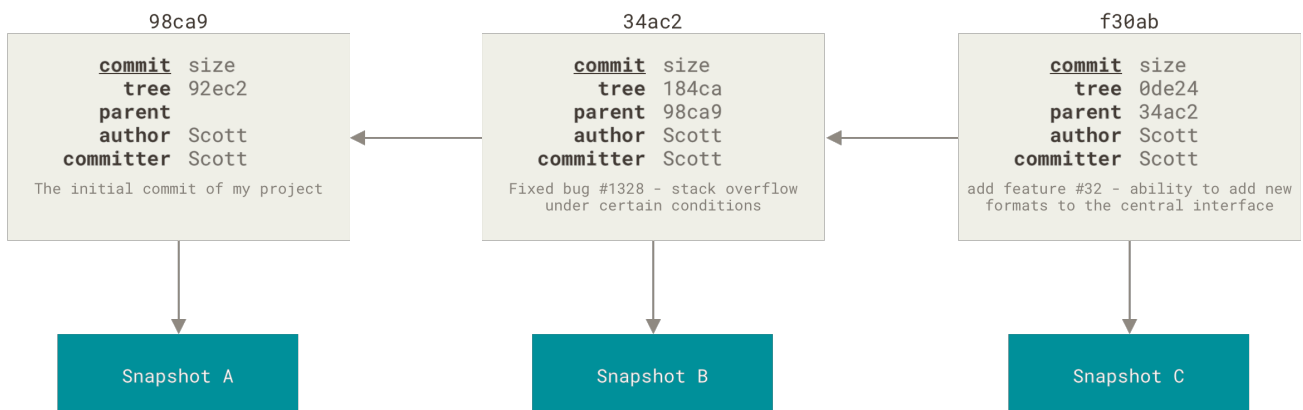 98ca9
commit size
tree 92ec2
parent
author Scott
committer Scott
The initial commit of my project
Snapshot A
34ac2
commit size
tree 184ca
parent 98ca9
author Scott
committer Scott
Fixed bug #1328 - stack overflow
under certain conditions
Snapshot B
f30ab
commit size
tree 0de24
parent 34ac2
author Scott
committer Scott
add feature #32 - ability to add new
formats to the central interface
Snapshot C